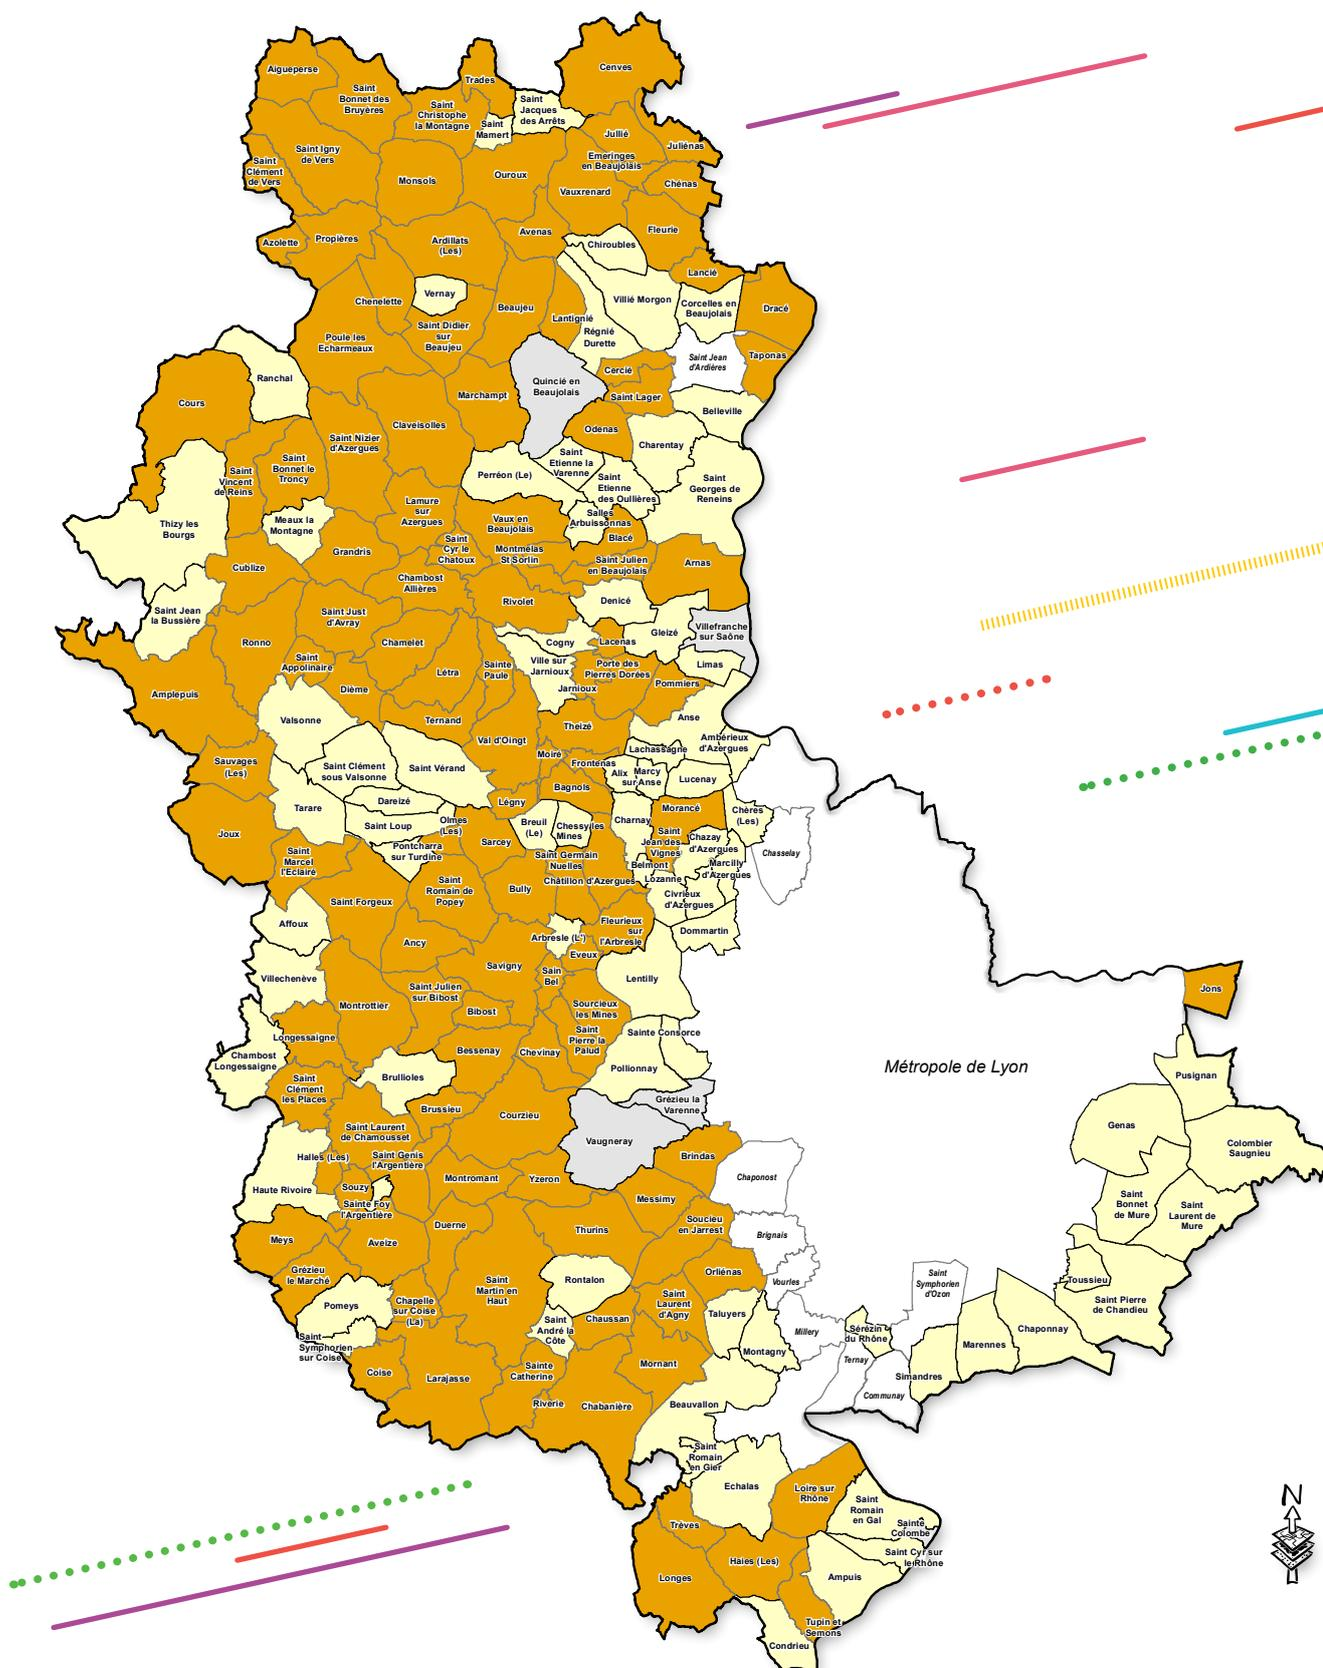 Aigueperse
Saint
Bonnet des
Bruyères
Trades
Cenves
Saint
Christophe
la Montagne
Saint
Jacques
des Arrêts
Saint
Mamert
Jullié
Juliénas
Emeringes
en Beaujolais
Saint Igny
de Vers
Saint
Clément
de Vers
Monsols
Ouroux
Vauxrenard
Chénas
Azolette
Propières
Ardillats
(Les)
Avenas
Fleurie
Chiroubles
Lancié
Chenelette
Vernay
Beaujeu
Lantignié
Villié Morgon
Corcelles en
Beaujolais
Dracé
Poule les
Echarmeaux
Saint Didier
sur
Beaujeu
Régnié
Durette
Saint Jean
d'Ardières
Taponas
Ranchal
Cours
Marchampt
Quincié en
Beaujolais
Cercié
Saint Lager
Belleville
Claveisolles
Odenas
Saint Nizier
d'Azergues
Charentay
Saint
Bonnet le
Troncy
Saint
Vincent
de Reins
Perréon (Le)
Saint
Etienne la
Varenne
Saint
Etienne
des Oullières
Saint
Georges de
Reneins
Thizy les
Bourgs
Meaux la
Montagne
Lamure
sur
Azergues
Vaux en
Beaujolais
Salles
Arbuissonnas
Blacé
Grandris
Saint
Cyr le
Chatoux
Montmélas
St Sorlin
Saint Julien
en Beaujolais
Arnas
Cublize
Chambost
Allières
Saint Jean
la Bussière
Saint Just
d'Avray
Rivolet
Denicé
Ronno
Chamelet
Cogny
Lacenas
Gleizé
Villefranche
sur Saône
Saint
Appolinaire
Létra
Sainte
Paule
Ville sur
Jarnioux
Porte des
Pierres Dorées
Limas
Amplepuis
Dième
Jarnioux
Pommiers
Valsonne
Ternand
Theizé
Anse
Val d'Oingt
Ambérieux
d'Azergues
Lachassagne
Moiré
Frontenas
Sauvages
(Les)
Saint Clément
sous Valsonne
Saint Vérand
Alix
Marcy
sur Anse
Lucenay
Bagnols
Tarare
Dareizé
Légny
Morancé
Chères
(Les)
Joux
Saint Loup
Olmes
(Les)
Breuil
(Le)
Chessy les
Mines
Charnay
Saint
Jean des
Vignes
Chazay
d'Azergues
Chasselay
Sarcey
Pontcharra
sur Turdine
Saint
Marcel
l'Eclairé
Saint Germain
Nuelles
Belmont
Marcilly
d'Azergues
Lozanne
Châtillon d'Azergues
Saint
Romain de
Popey
Bully
Saint Forgeux
Civrieux
d'Azergues
Affoux
Fleurieux
sur
l'Arbresle
Dommartin
Ancy
Arbresle (L')
Eveux
Savigny
Sain
Bel
Lentilly
Villechenève
Montrottier
Saint Julien
sur Bibost
Bibost
Sourcieux
les Mines
Jons
Longessaigne
Saint
Pierre la
Palud
Sainte Consorce
Chambost
Longessaigne
Bessenay
Chevinay
Pollionnay
Métropole de Lyon
Brullioles
Pusignan
Saint
Clément
les Places
Brussieu
Courzieu
Grézieu la
Varenne
Vaugneray
Genas
Colombier
Saugnieu
Saint Laurent
de Chamousset
Halles (Les)
Saint Genis
l'Argentière
Brindas
Haute Rivoire
Souzy
Montromant
Yzeron
Chaponost
Sainte Foy
l'Argentière
Messimy
Saint
Bonnet
de Mure
Saint
Laurent de
Mure
Meys
Aveize
Duerne
Thurins
Soucieu
en Jarrest
Brignais
Grézieu
le Marché
Rontalon
Orliénas
Vourles
Saint
Symphorien
d'Ozon
Toussieu
Pomeys
Chapelle
sur Coise
(La)
Saint
Martin en
Haut
Saint
Laurent
d'Agny
Taluyers
Saint Pierre
de Chandieu
Saint
Symphorien
sur Coise
Saint
André la
Côte
Chaussan
Millery
Sérézin
du Rhône
Chaponnay
Montagny
Marennes
Coise
Larajasse
Sainte
Catherine
Mornant
Ternay
Simandres
Communay
Riverie
Chabanière
Beauvallon
Saint
Romain
en Gier
Echalas
Loire sur
Rhône
Saint
Romain
en Gal
Trèves
Sainte
Colombe
Haies (Les)
Saint Cyr sur
le Rhône
Longes
Ampuis
Tupin et
Semons
Condrieu
N